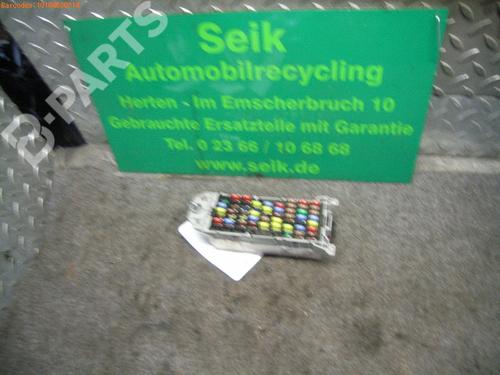 Barcodes:
B-PARTS
Seik
Automobilrecycling
Herten - Im Emscherbruch 10
Gebrauchte Ersatzteile mit Garantie
Tel. 0 23 66 / 10 68 68
www.seik.de